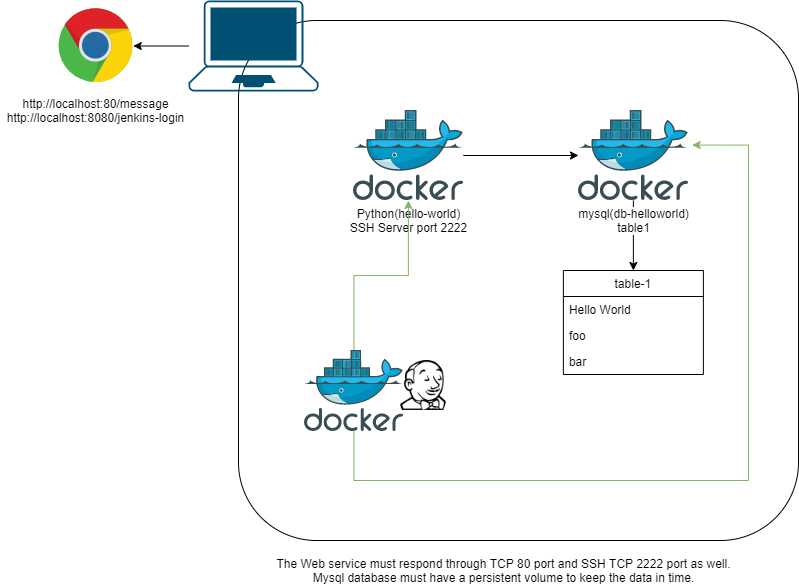 http://localhost:80/message
http://localhost:8080/jenkins-login
docker
Python(hello-world)
SSH Server port 2222
docker
mysql(db-helloworld)
table1
table-1
Hello World
foo
bar
docker
The Web service must respond through TCP 80 port and SSH TCP 2222 port as well.
Mysql database must have a persistent volume to keep the data in time.